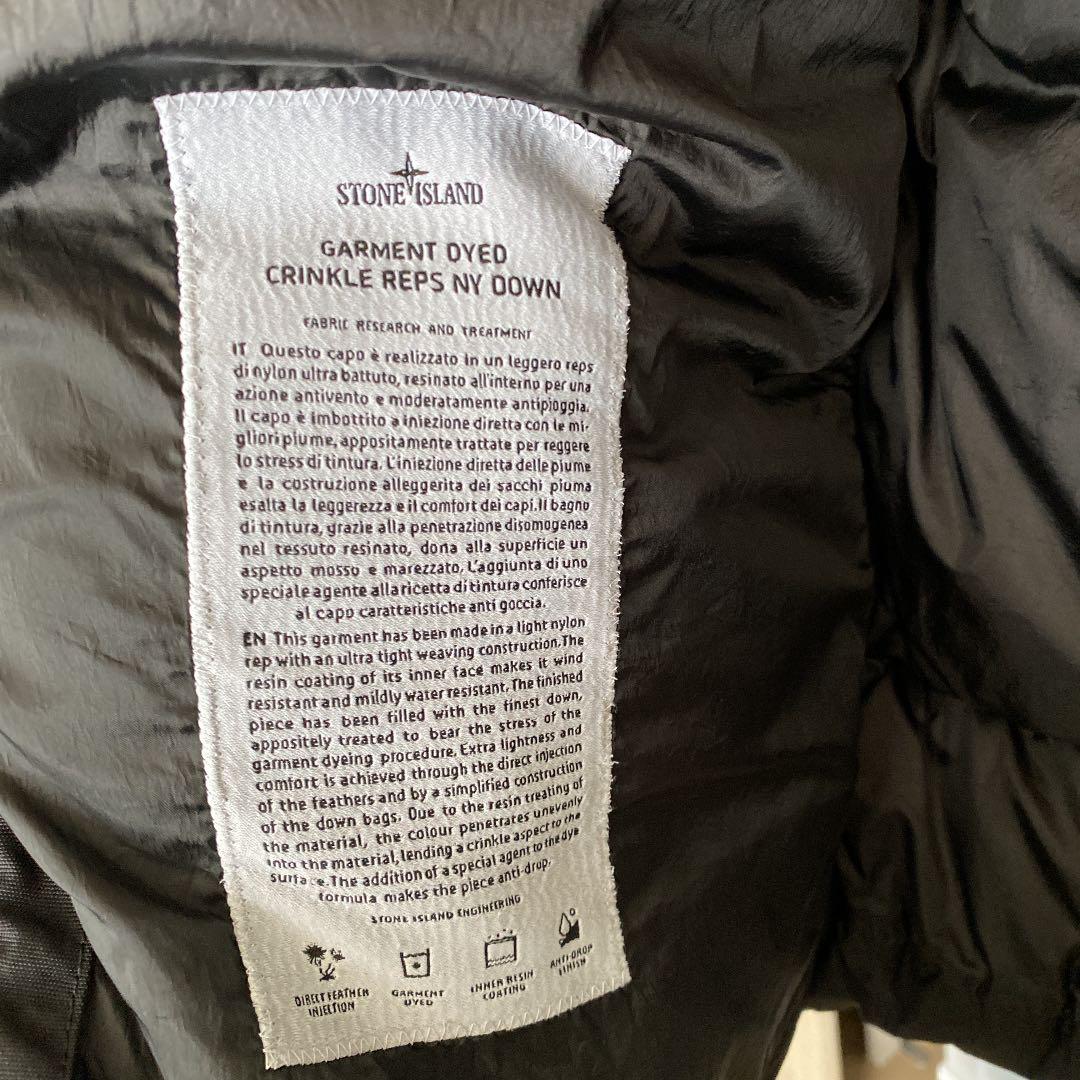 STONE ISLAND
GARMENT DYED
CRINKLE REPS NY DOWN
FABRIC RESEARCH AND TREATMENT
IT Questo capo è realizzato in un leggero reps
di nylon ultra battuto, resinato all'interno per una
azione antivento e moderatamente antipioggia.
Il capo è imbottito a iniezione diretta con le mi-
gliori piume, appositamente trattate per reggere
lo stress di tintura. L'iniezione diretta delle piume
e la costruzione alleggerita dei sacchi piuma
esalta la leggerezza e il comfort dei capi. Il bagno
di tintura, grazie alla penetrazione disomogenea
nel tessuto resinato, dona alla superficie un
aspetto mosso e marezzato. L'aggiunta di uno
speciale agente alla ricetta di tintura conferisce
al capo caratteristiche anti goccia.
EN This garment has been made in a light nylon
rep with an ultra tight weaving construction. The
resin coating of its inner face makes it wind
resistant and mildly water resistant. The finished
piece has been filled with the finest down,
appositely treated to bear the stress of the
garment dyeing procedure. Extra lightness and
comfort is achieved through the direct injection
of the feathers and by a simplified construction
of the down bags. Due to the resin treating of
the material, the colour penetrates unevenly
into the material, lending a crinkle aspect to the
surface. The addition of a special agent to the dye
formula makes the piece anti-drop.
STONE ISLAND ENGINEERING
DIRECT FEATHER
INJECTION
GARMENT
DYED
INNER RESIN
COATING
ANTI-DROP
FINISH